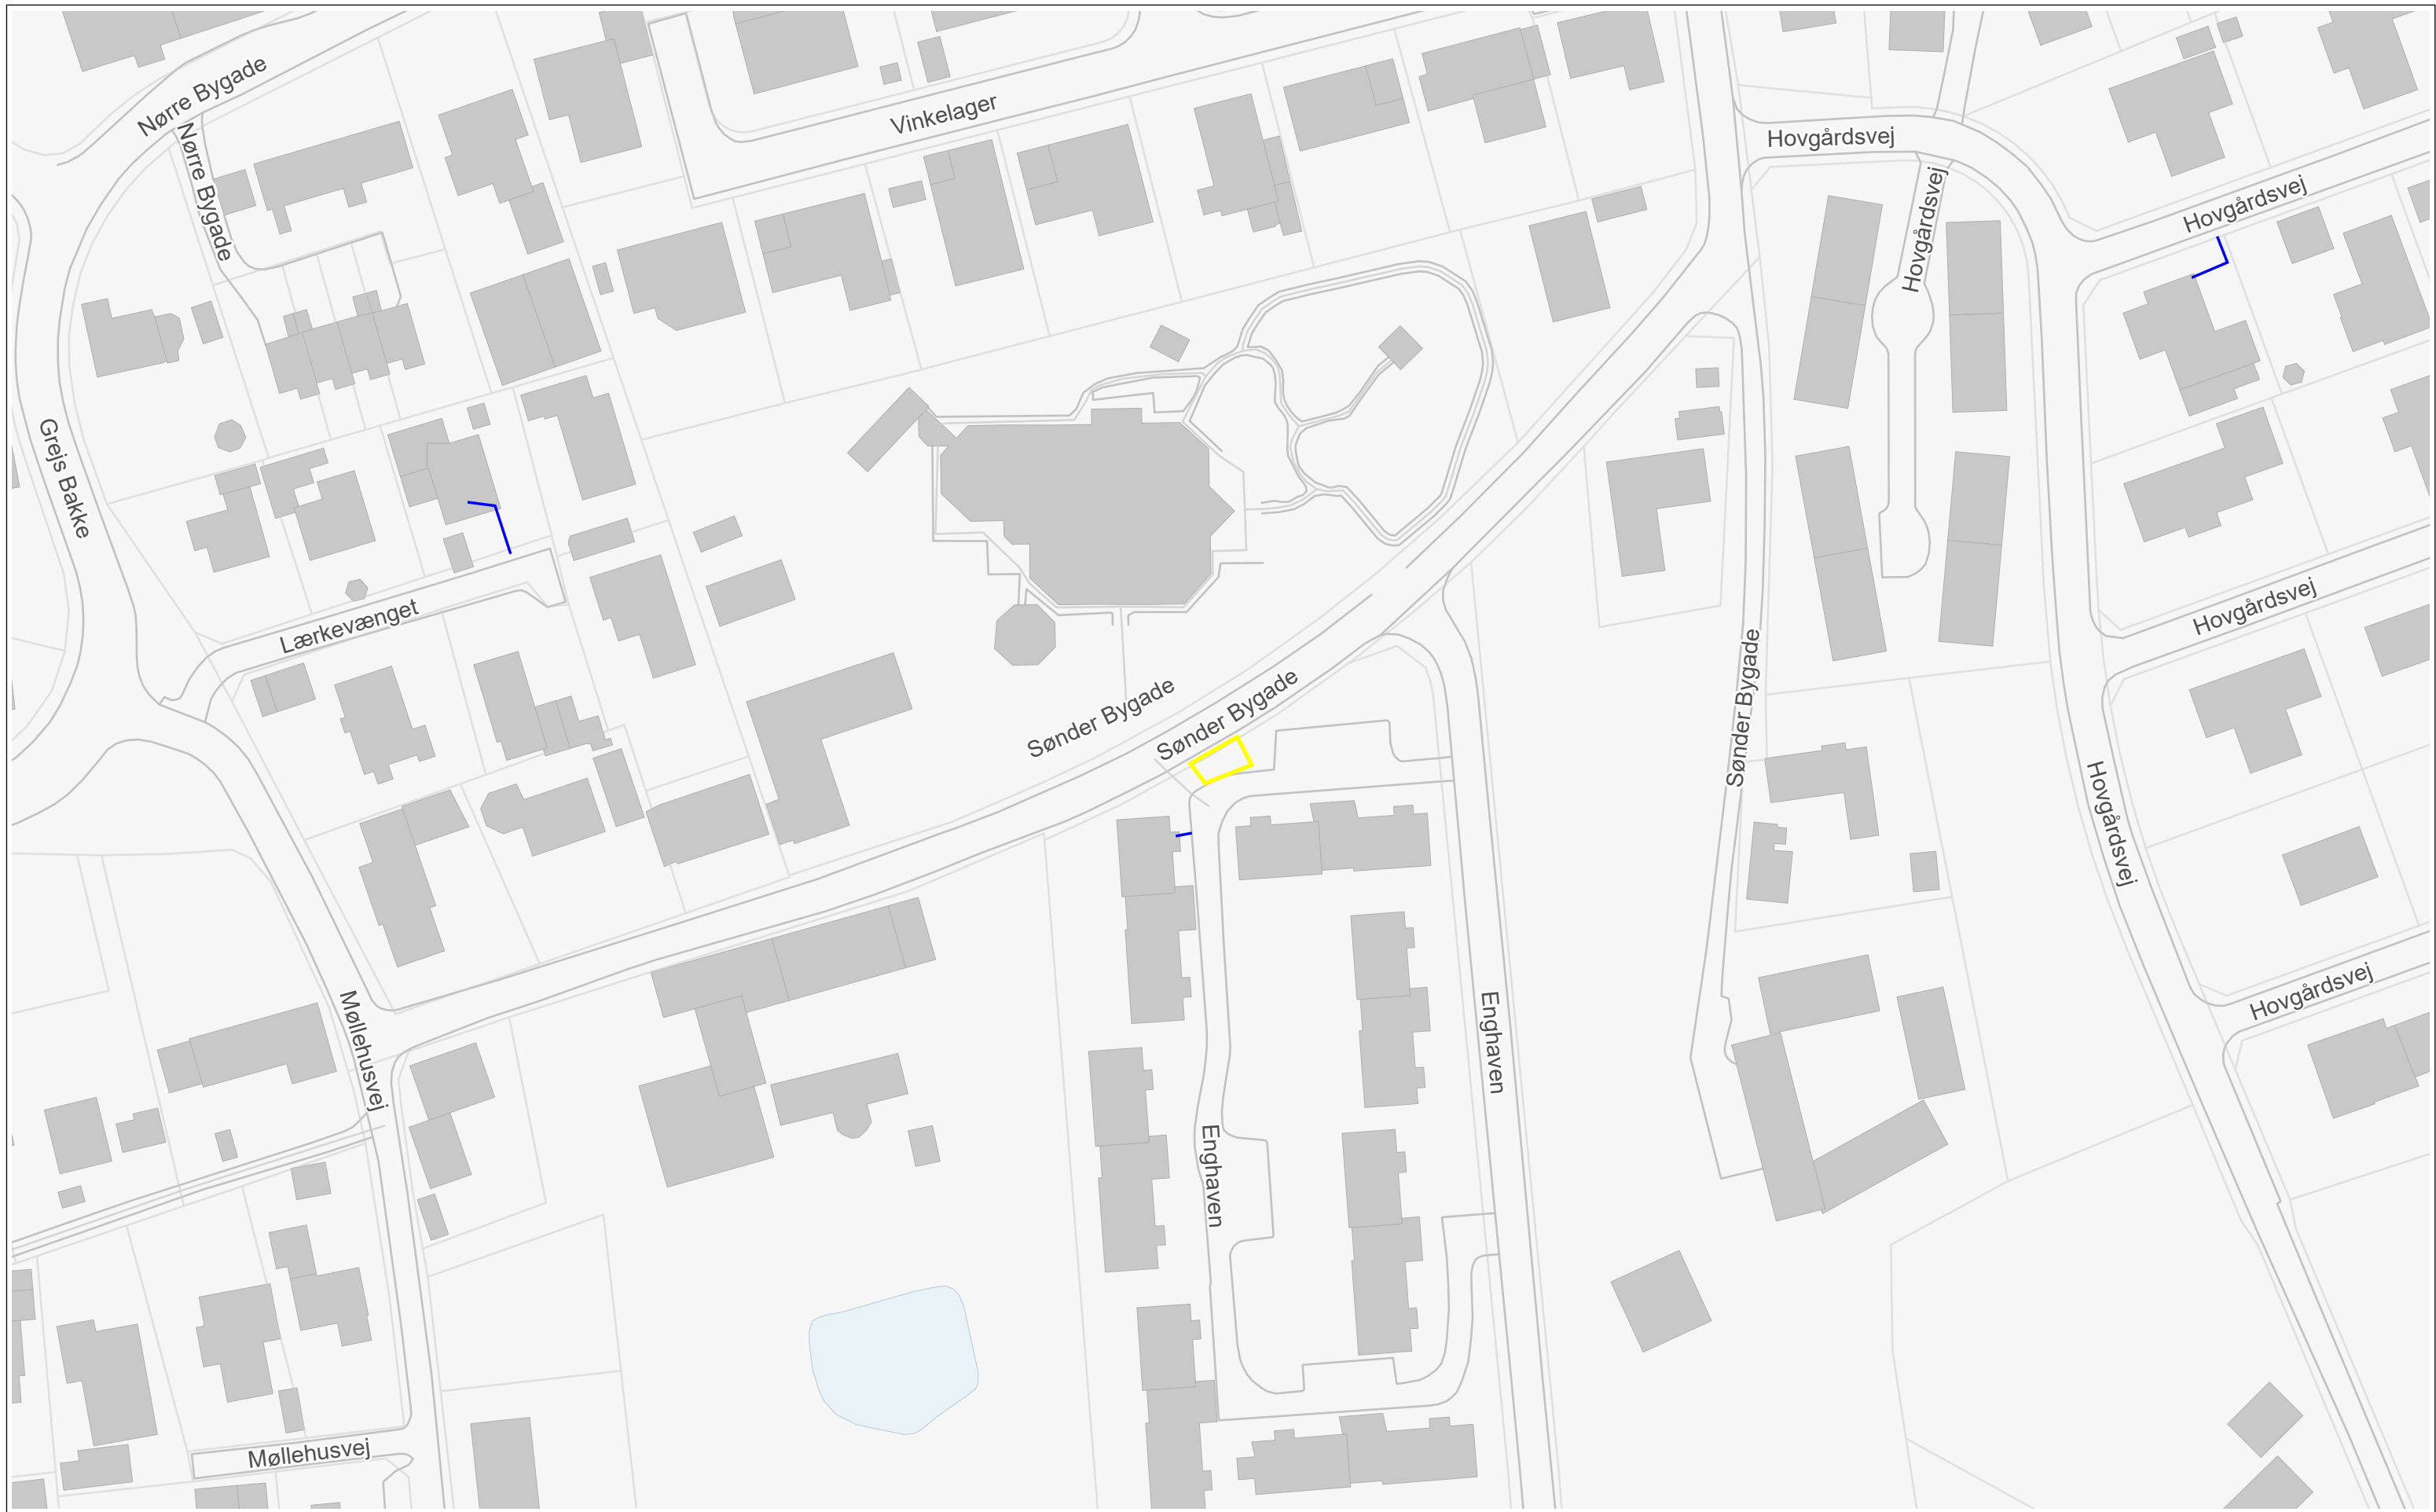 Nørre Bygade
Vinkelager
Hovgårdsvej
Nørre Bygade
Hovgårdsvej
Hovgårdsvej
Grejs Bakke
Lærkevænget
Hovgårdsvej
Sønder Bygade
Sønder Bygade
Sønder Bygade
Hovgårdsvej
Hovgårdsvej
Møllehusvej
Enghaven
Enghaven
Møllehusvej